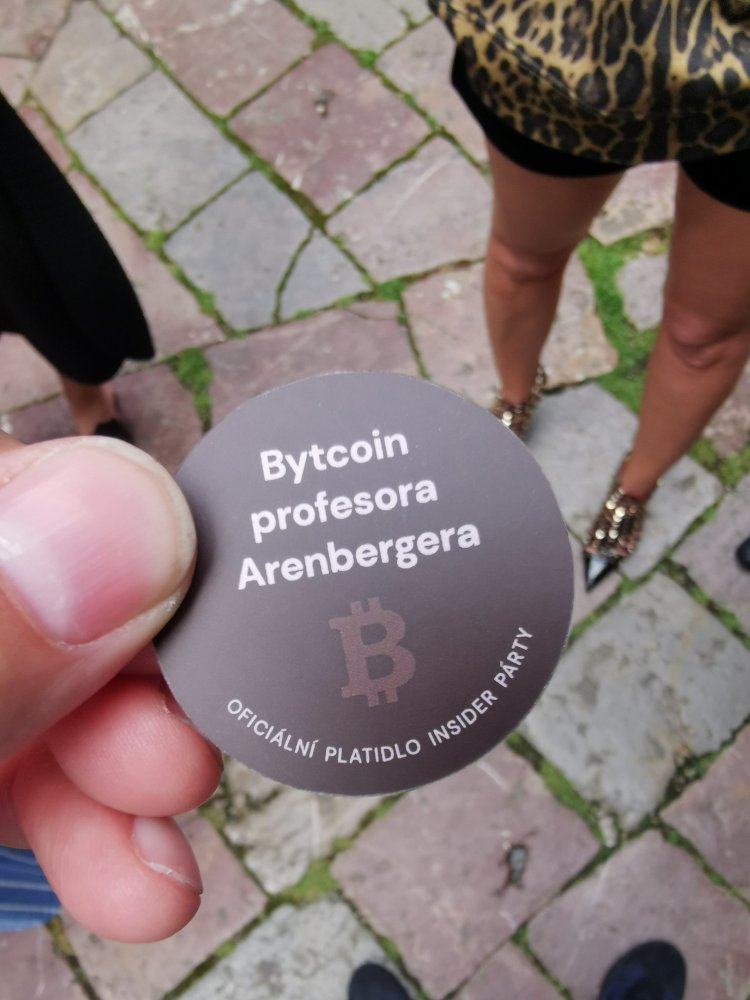 Bytcoin
profesora
Arenbergera
OFICIÁLNÍ PLATIDLO INSIDER PÁRTY